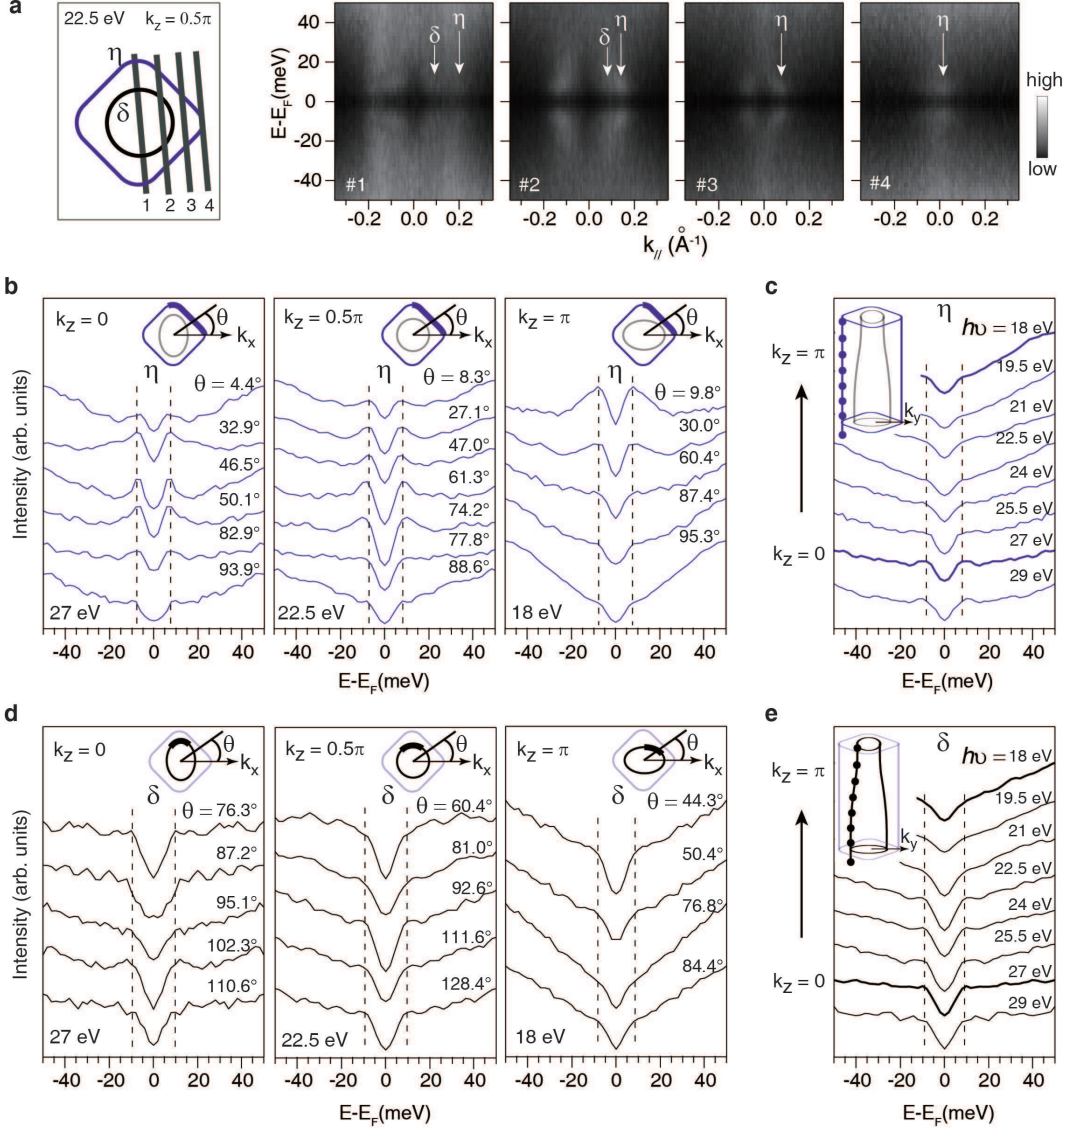 a
22.5 eV k_z = 0.5π
η
δ
1 2 3 4
E-E_F(meV)
40
20
0
-20
-40
δ η
#1
δ η
#2
η
#3
η
#4
-0.2 0.0 0.2
-0.2 0.0 0.2
-0.2 0.0 0.2
-0.2 0.0 0.2
k_// (Å⁻¹)
high
low
b
Intensity (arb. units)
k_z = 0
θ
k_x
η
θ = 4.4°
32.9°
46.5°
50.1°
82.9°
93.9°
27 eV
k_z = 0.5π
θ
k_x
η
θ = 8.3°
27.1°
47.0°
61.3°
74.2°
77.8°
88.6°
22.5 eV
k_z = π
θ
k_x
η
θ = 9.8°
30.0°
60.4°
87.4°
95.3°
18 eV
-40 -20 0 20 40
-40 -20 0 20 40
-40 -20 0 20 40
E-E_F(meV)
c
k_z = π
k_z = 0
k_y
η
hυ = 18 eV
19.5 eV
21 eV
22.5 eV
24 eV
25.5 eV
27 eV
29 eV
-40 -20 0 20 40
E-E_F(meV)
d
Intensity (arb. units)
k_z = 0
θ
k_x
δ
θ = 76.3°
87.2°
95.1°
102.3°
110.6°
27 eV
k_z = 0.5π
θ
k_x
δ
θ = 60.4°
81.0°
92.6°
111.6°
128.4°
22.5 eV
k_z = π
θ
k_x
δ
θ = 44.3°
50.4°
76.8°
84.4°
18 eV
-40 -20 0 20 40
-40 -20 0 20 40
-40 -20 0 20 40
E-E_F(meV)
e
k_z = π
k_z = 0
k_y
δ
hυ = 18 eV
19.5 eV
21 eV
22.5 eV
24 eV
25.5 eV
27 eV
29 eV
-40 -20 0 20 40
E-E_F(meV)